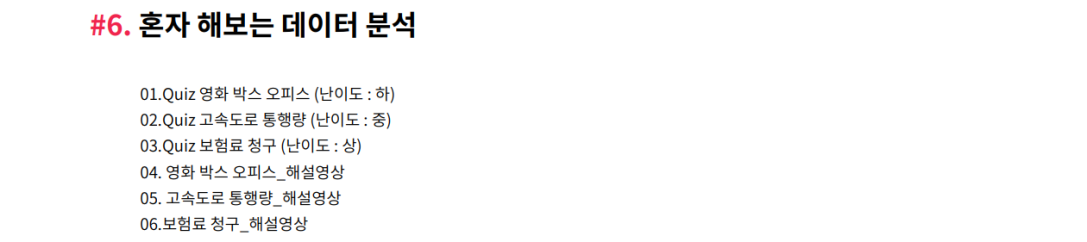 #6. 혼자 해보는 데이터 분석
01.Quiz 영화 박스 오피스 (난이도 : 하)
02.Quiz 고속도로 통행량 (난이도 : 중)
03.Quiz 보험료 청구 (난이도 : 상)
04. 영화 박스 오피스_해설영상
05. 고속도로 통행량_해설영상
06.보험료 청구_해설영상